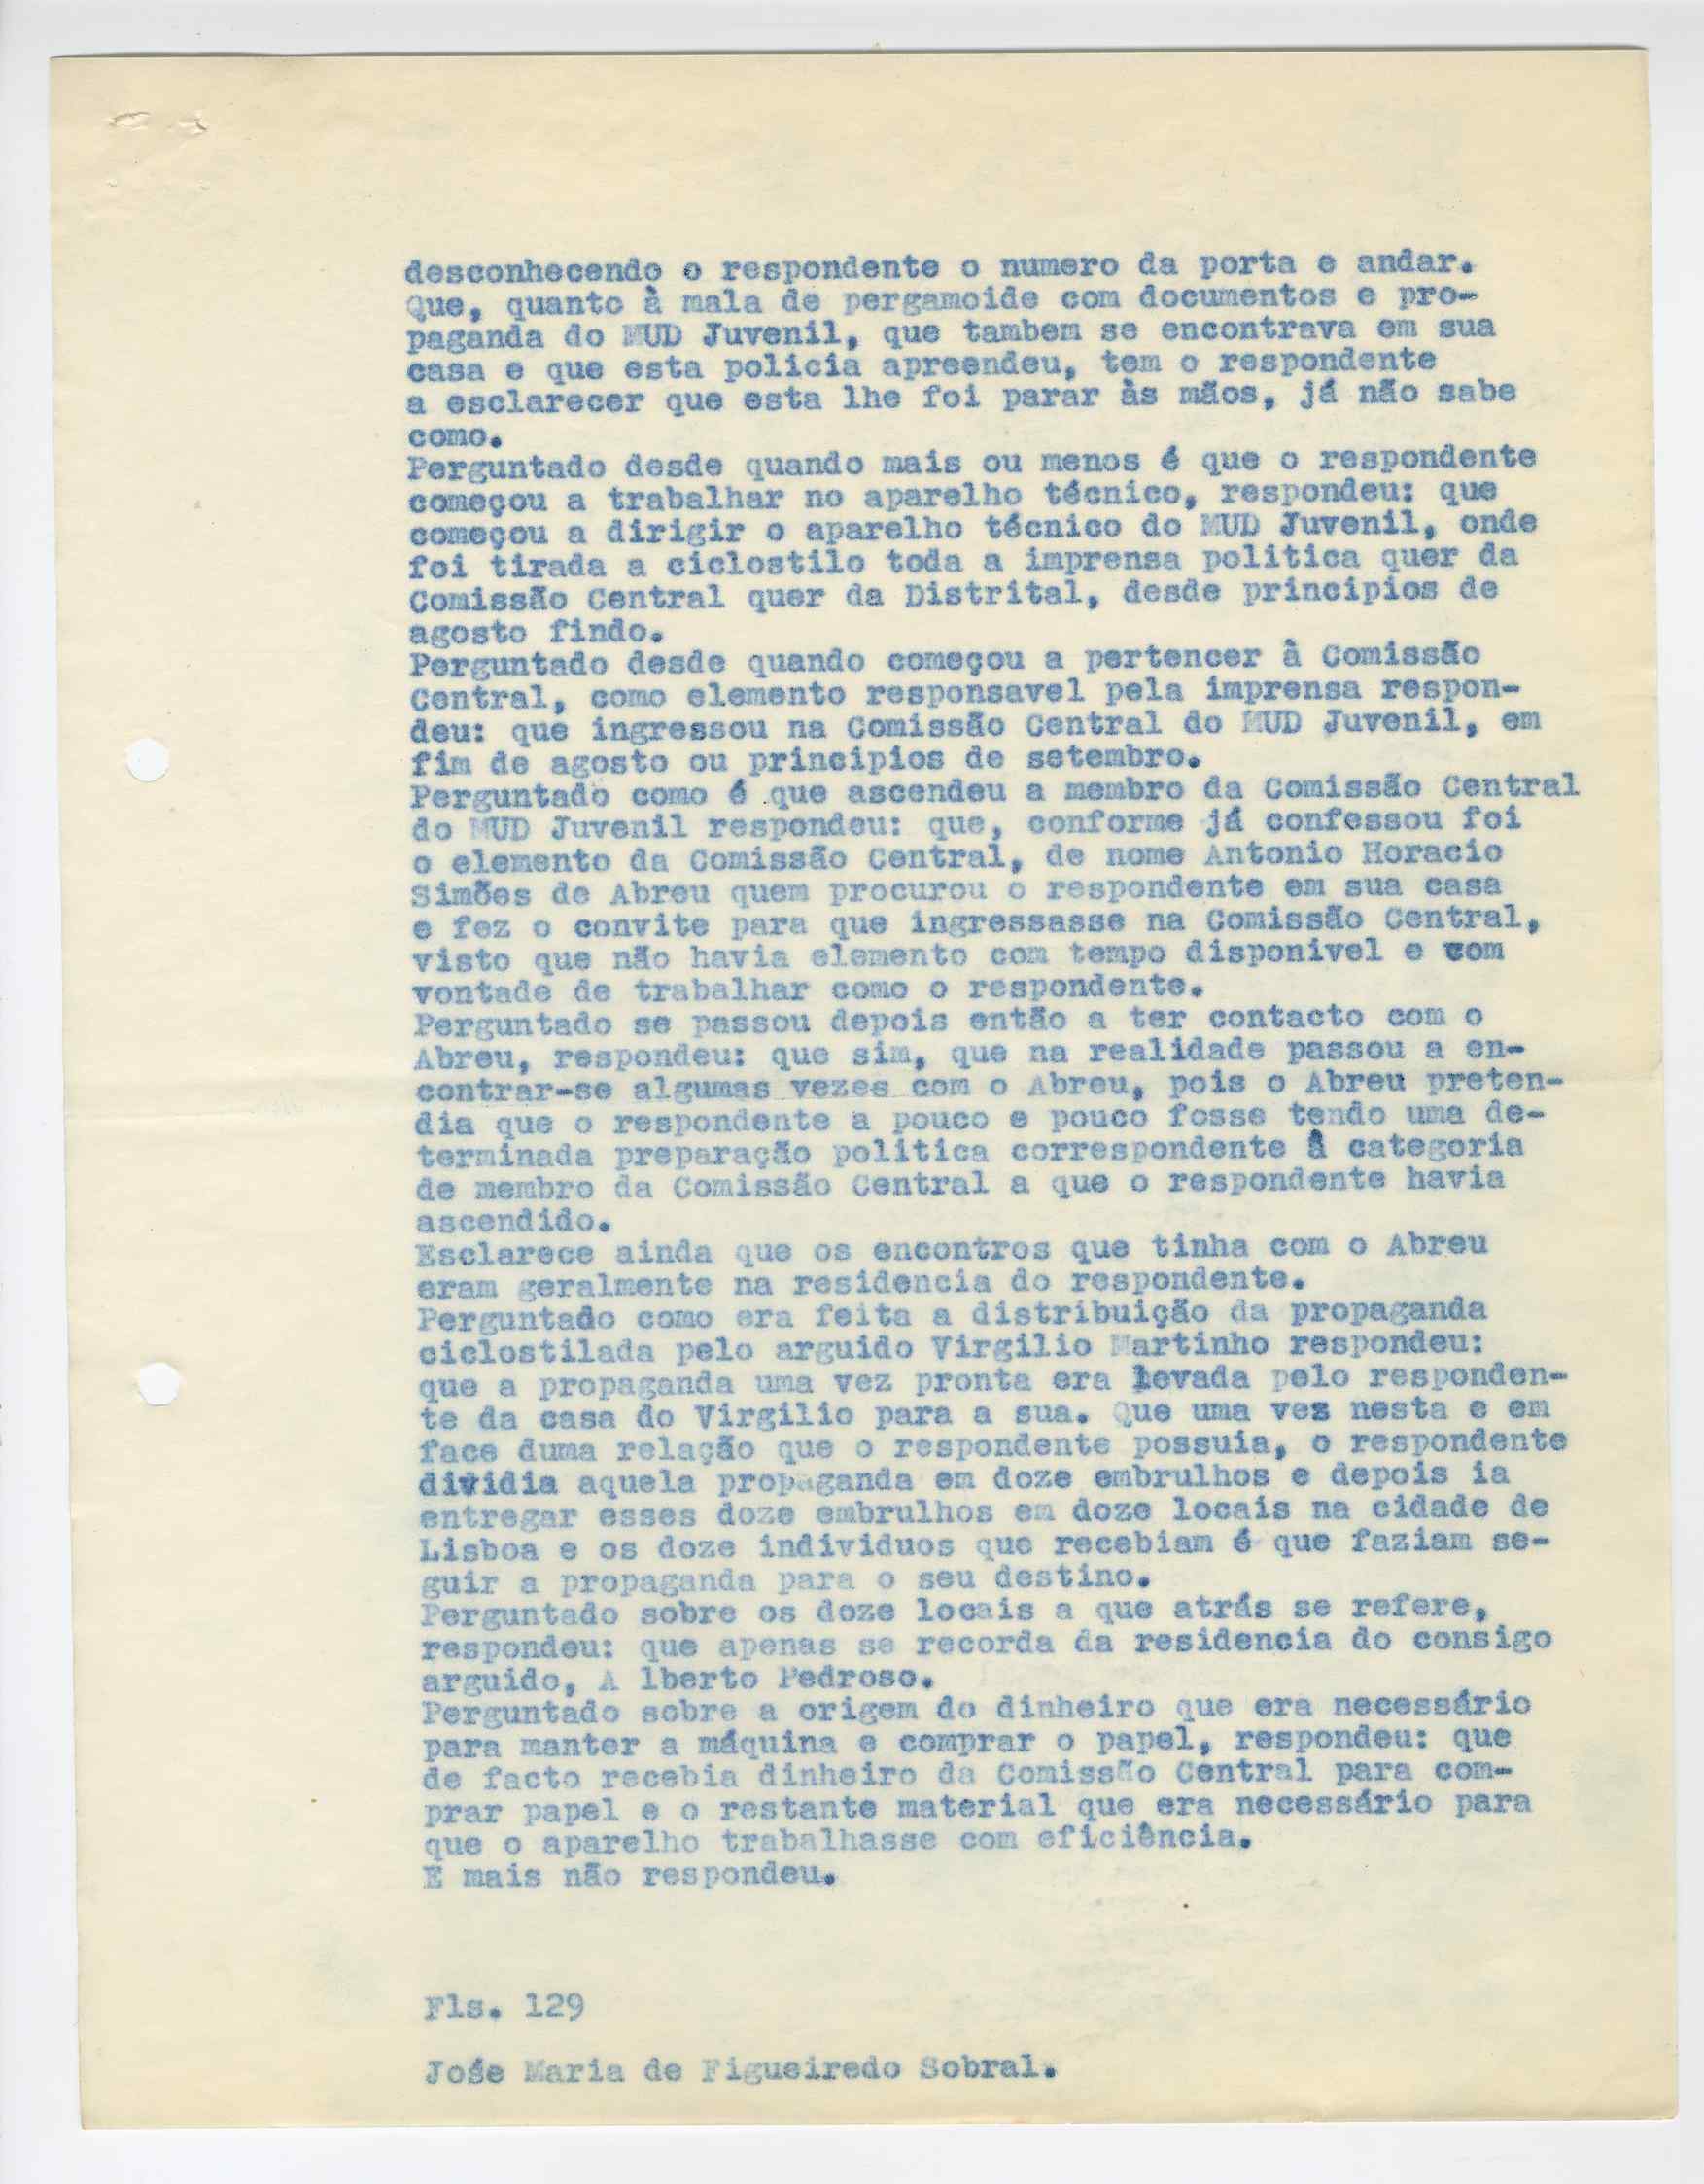 desconhecendo o respondente o numero da porta e andar.
Que, quanto à mala de pergamoide com documentos e pro-
paganda do MUD Juvenil, que tambem se encontrava em sua
casa e que esta policia apreendeu, tem o respondente
a esclarecer que esta lhe foi parar às mãos, já não sabe
como.
Perguntado desde quando mais ou menos é que o respondente
começou a trabalhar no aparelho técnico, respondeu: que
começou a dirigir o aparelho técnico do MUD Juvenil, onde
foi tirada a ciclostilo toda a imprensa politica quer da
Comissão Central quer da Distrital, desde principios de
agosto findo.
Perguntado desde quando começou a pertencer à Comissão
Central, como elemento responsavel pela imprensa respon-
deu: que ingressou na Comissão Central do MUD Juvenil, em
fim de agosto ou principios de setembro.
Perguntado como é que ascendeu a membro da Comissão Central
do MUD Juvenil respondeu: que, conforme já confessou foi
o elemento da Comissão Central, de nome Antonio Horacio
Simões de Abreu quem procurou o respondente em sua casa
e fez o convite para que ingressasse na Comissão Central,
visto que não havia elemento com tempo disponivel e com
vontade de trabalhar como o respondente.
Perguntado se passou depois então a ter contacto com o
Abreu, respondeu: que sim, que na realidade passou a en-
contrar-se algumas vezes com o Abreu, pois o Abreu preten-
dia que o respondente a pouco e pouco fosse tendo uma de-
terminada preparação politica correspondente à categoria
de membro da Comissão Central a que o respondente havia
ascendido.
Esclarece ainda que os encontros que tinha com o Abreu
eram geralmente na residencia do respondente.
Perguntado como era feita a distribuição da propaganda
ciclostilada pelo arguido Virgilio Martinho respondeu:
que a propaganda uma vez pronta era levada pelo responden-
te da casa do Virgilio para a sua. Que uma vez nesta e em
face duma relação que o respondente possuia, o respondente
dividia aquela propaganda em doze embrulhos e depois ia
entregar esses doze embrulhos em doze locais na cidade de
Lisboa e os doze individuos que recebiam é que faziam se-
guir a propaganda para o seu destino.
Perguntado sobre os doze locais a que atrás se refere,
respondeu: que apenas se recorda da residencia do consigo
arguido, A lberto Pedroso.
Perguntado sobre a origem do dinheiro que era necessário
para manter a máquina e comprar o papel, respondeu: que
de facto recebia dinheiro da Comissão Central para com-
prar papel e o restante material que era necessário para
que o aparelho trabalhasse com eficiência.
E mais não respondeu.
Fls. 129
Jośe Maria de Figueiredo Sobral.